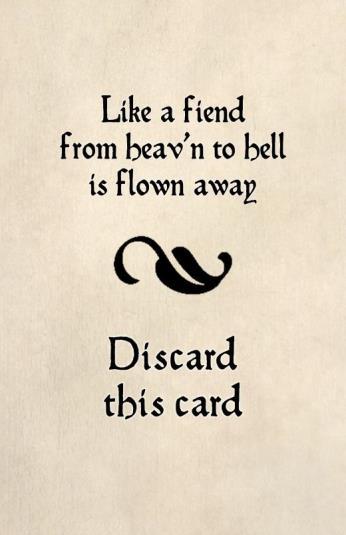 Like a fiend
from heav'n to hell
is flown away
Discard
this card